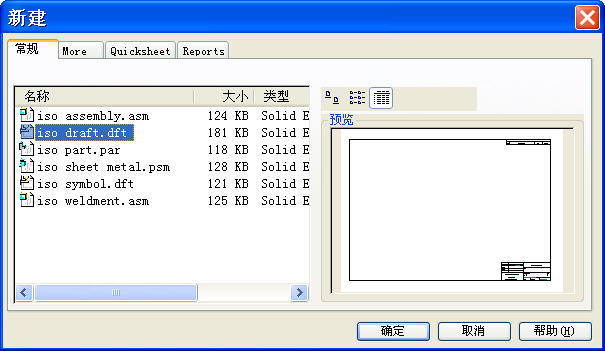 新建
常规 More Quicksheet Reports
名称 大小 类型
iso assembly.asm 124 KB Solid E
iso draft.dft 181 KB Solid E
iso part.par 118 KB Solid E
iso sheet metal.psm 128 KB Solid E
iso symbol.dft 121 KB Solid E
iso weldment.asm 125 KB Solid E
预览
确定 取消 帮助(H)